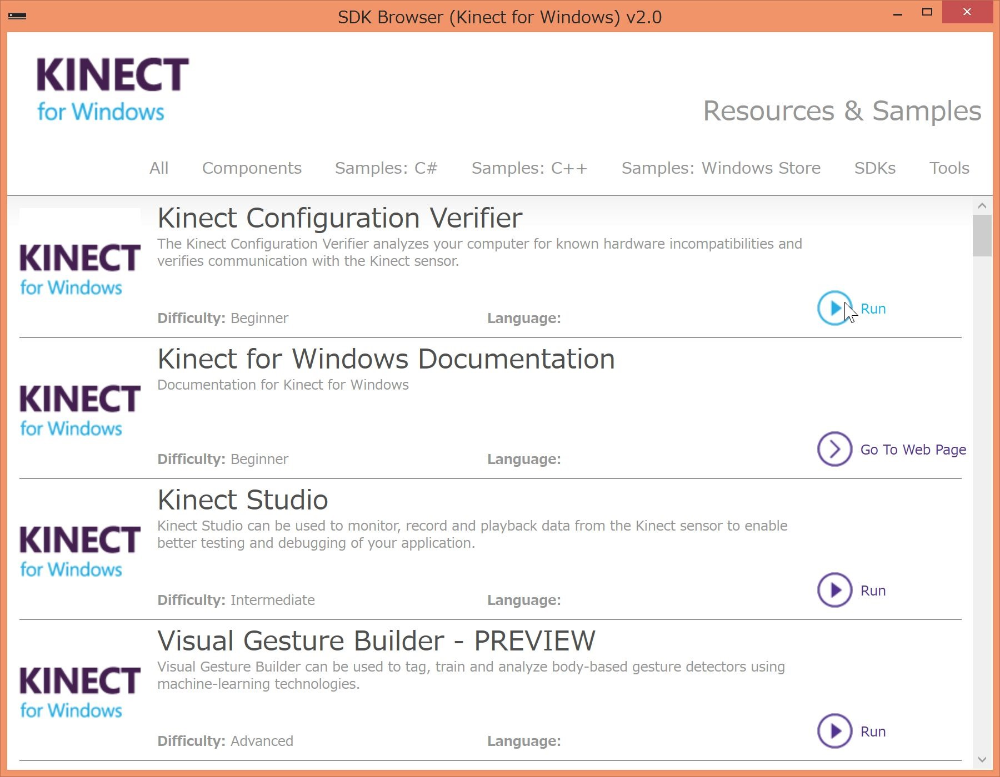 SDK Browser (Kinect for Windows) v2.0
KINECT
for Windows
Resources & Samples
All Components Samples: C# Samples: C++ Samples: Windows Store SDKs Tools
KINECT
for Windows
Kinect Configuration Verifier
The Kinect Configuration Verifier analyzes your computer for known hardware incompatibilities and
verifies communication with the Kinect sensor.
Difficulty: Beginner Language:
Run
KINECT
for Windows
Kinect for Windows Documentation
Documentation for Kinect for Windows
Difficulty: Beginner Language:
Go To Web Page
KINECT
for Windows
Kinect Studio
Kinect Studio can be used to monitor, record and playback data from the Kinect sensor to enable
better testing and debugging of your application.
Difficulty: Intermediate Language:
Run
KINECT
for Windows
Visual Gesture Builder - PREVIEW
Visual Gesture Builder can be used to tag, train and analyze body-based gesture detectors using
machine-learning technologies.
Difficulty: Advanced Language:
Run